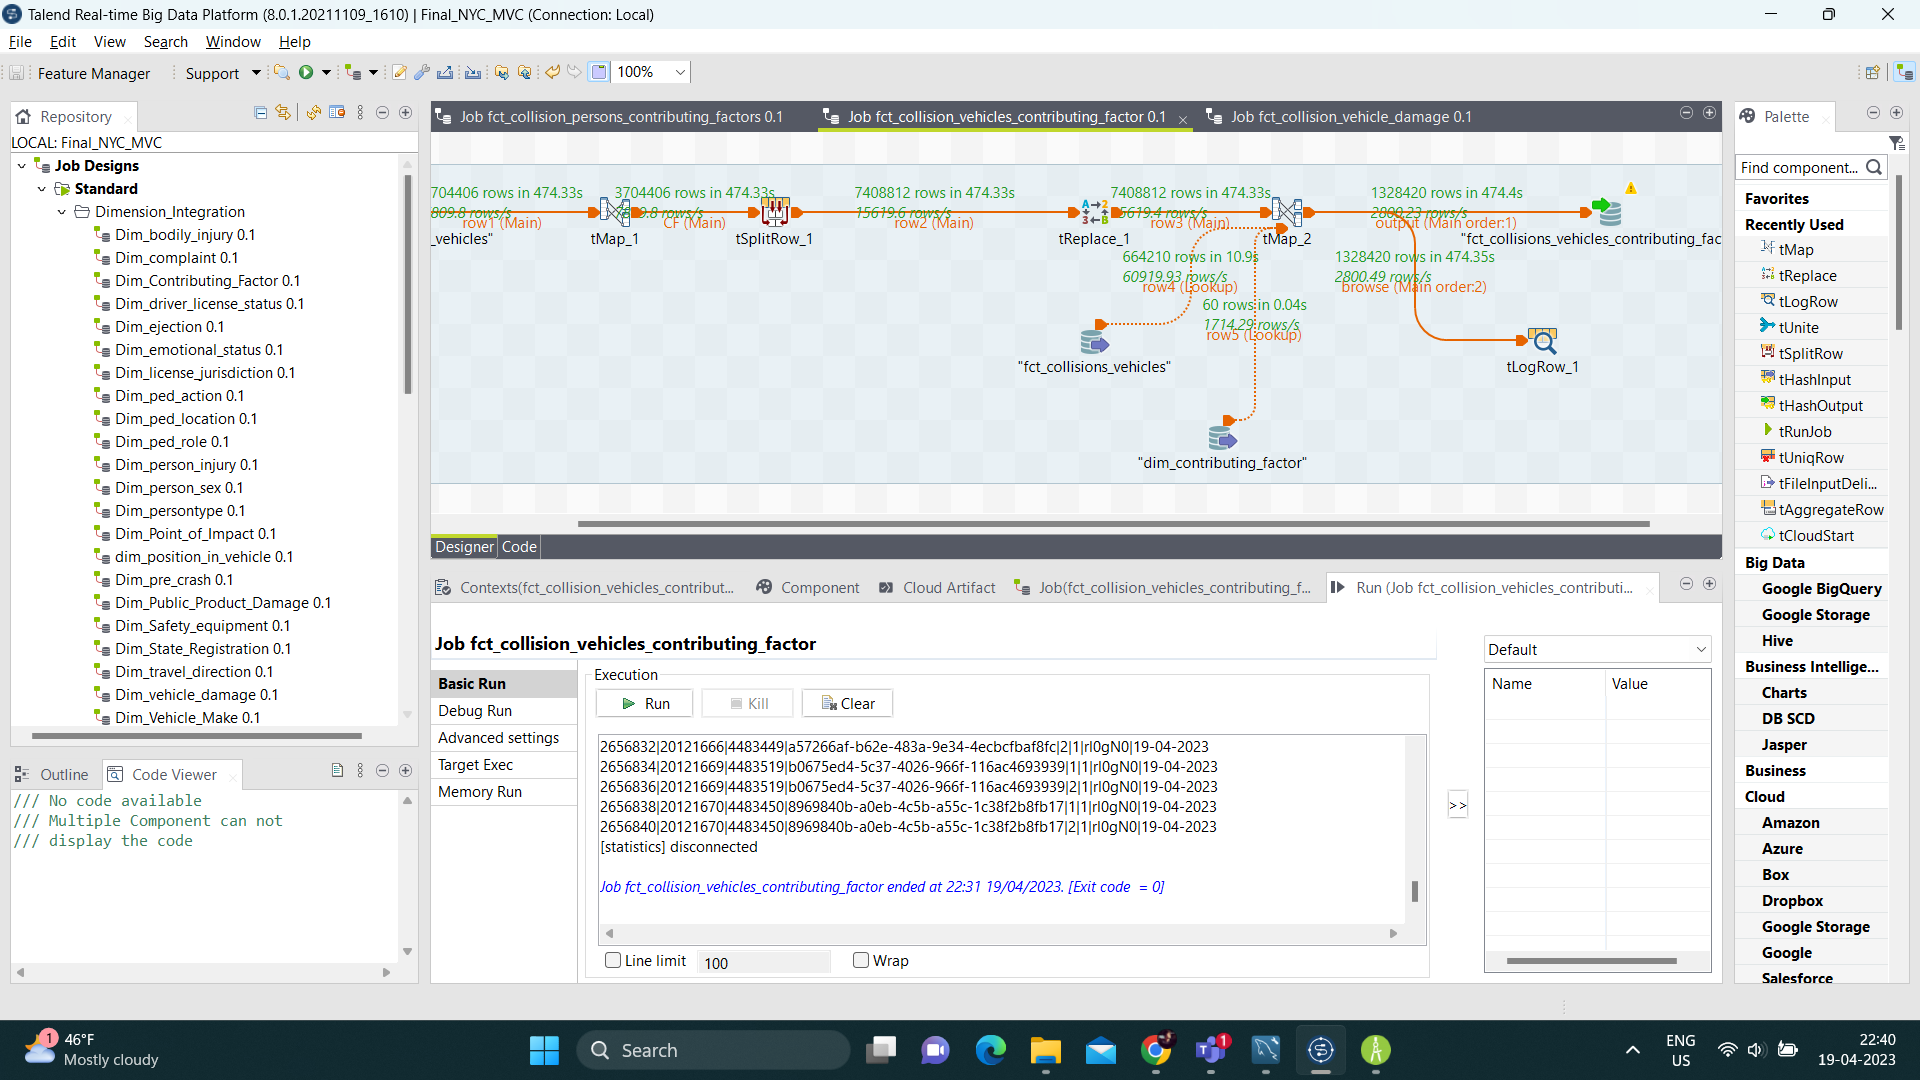 Talend Real-time Big Data Platform (8.0.1.20211109_1610) | Final_NYC_MVC (Connection: Local)
File Edit View Search Window Help
Feature Manager Support 100%
Repository
LOCAL: Final_NYC_MVC
Job Designs
Standard
Dimension_Integration
Dim_bodily_injury 0.1
Dim_complaint 0.1
Dim_Contributing_Factor 0.1
Dim_driver_license_status 0.1
Dim_ejection 0.1
Dim_emotional_status 0.1
Dim_license_jurisdiction 0.1
Dim_ped_action 0.1
Dim_ped_location 0.1
Dim_ped_role 0.1
Dim_person_injury 0.1
Dim_person_sex 0.1
Dim_persontype 0.1
Dim_Point_of_Impact 0.1
dim_position_in_vehicle 0.1
Dim_pre_crash 0.1
Dim_Public_Product_Damage 0.1
Dim_Safety_equipment 0.1
Dim_State_Registration 0.1
Dim_travel_direction 0.1
Dim_vehicle_damage 0.1
Dim_Vehicle_Make 0.1
Outline Code Viewer
/// No code available
/// Multiple Component can not
/// display the code
Job fct_collision_persons_contributing_factors 0.1 Job fct_collision_vehicles_contributing_factor 0.1 Job fct_collision_vehicle_damage 0.1
704406 rows in 474.33s 3704406 rows in 474.33s 7408812 rows in 474.33s 7408812 rows in 474.33s 1328420 rows in 474.4s
809.8 rows/s 9.8 rows/s 15619.6 rows/s 5619.4 rows/s 2800.23 rows/s
row1 (Main) CF (Main) row2 (Main) row3 (Main) output (Main order:1)
_vehicles" tMap_1 tSplitRow_1 tReplace_1 tMap_2 "fct_collisions_vehicles_contributing_fac
664210 rows in 10.9s 1328420 rows in 474.35s
60919.93 rows/s 2800.49 rows/s
row4 (Lookup) browse (Main order:2)
60 rows in 0.04s
1714.29 rows/s
row5 (Lookup)
"fct_collisions_vehicles" tLogRow_1
"dim_contributing_factor"
Designer Code
Contexts(fct_collision_vehicles_contribut... Component Cloud Artifact Job(fct_collision_vehicles_contributing_f... Run (Job fct_collision_vehicles_contributi...
Job fct_collision_vehicles_contributing_factor
Basic Run
Debug Run
Advanced settings
Target Exec
Memory Run
Execution
Run Kill Clear
2656832|20121666|4483449|a57266af-b62e-483a-9e34-4ecbcfbaf8fc|2|1|rI0gN0|19-04-2023
2656834|20121669|4483519|b0675ed4-5c37-4026-966f-116ac4693939|1|1|rI0gN0|19-04-2023
2656836|20121669|4483519|b0675ed4-5c37-4026-966f-116ac4693939|2|1|rI0gN0|19-04-2023
2656838|20121670|4483450|8969840b-a0eb-4c5b-a55c-1c38f2b8fb17|1|1|rI0gN0|19-04-2023
2656840|20121670|4483450|8969840b-a0eb-4c5b-a55c-1c38f2b8fb17|2|1|rI0gN0|19-04-2023
[statistics] disconnected
Job fct_collision_vehicles_contributing_factor ended at 22:31 19/04/2023. [Exit code = 0]
Line limit 100 Wrap
>>
Default
Name Value
Palette
Find component...
Favorites
Recently Used
tMap
tReplace
tLogRow
tUnite
tSplitRow
tHashInput
tHashOutput
tRunJob
tUniqRow
tFileInputDeli...
tAggregateRow
tCloudStart
Big Data
Google BigQuery
Google Storage
Hive
Business Intellige...
Charts
DB SCD
Jasper
Business
Cloud
Amazon
Azure
Box
Dropbox
Google Storage
Google
Salesforce
1
46°F
Mostly cloudy
Search
1
ENG
US
22:40
19-04-2023